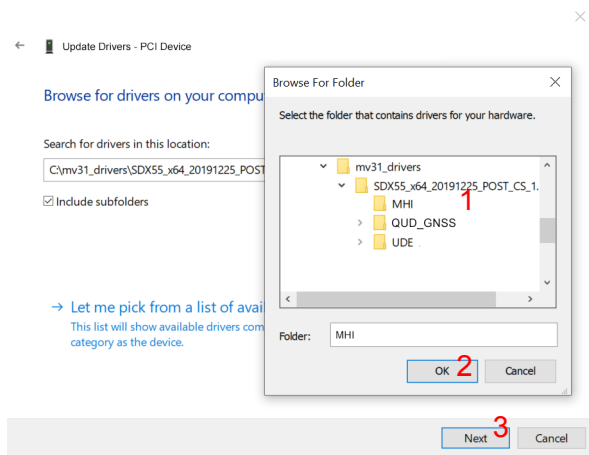 Update Drivers - PCI Device
Browse for drivers on your compu
Search for drivers in this location:
C:\mv31_drivers\SDX55_x64_20191225_POST
Include subfolders
→ Let me pick from a list of avai
This list will show available drivers com
category as the device.
Browse For Folder
Select the folder that contains drivers for your hardware.
mv31_drivers
SDX55_x64_20191225_POST_CS_1.
1
MHI
QUD_GNSS
UDE
Folder: MHI
OK 2 Cancel
Next 3 Cancel